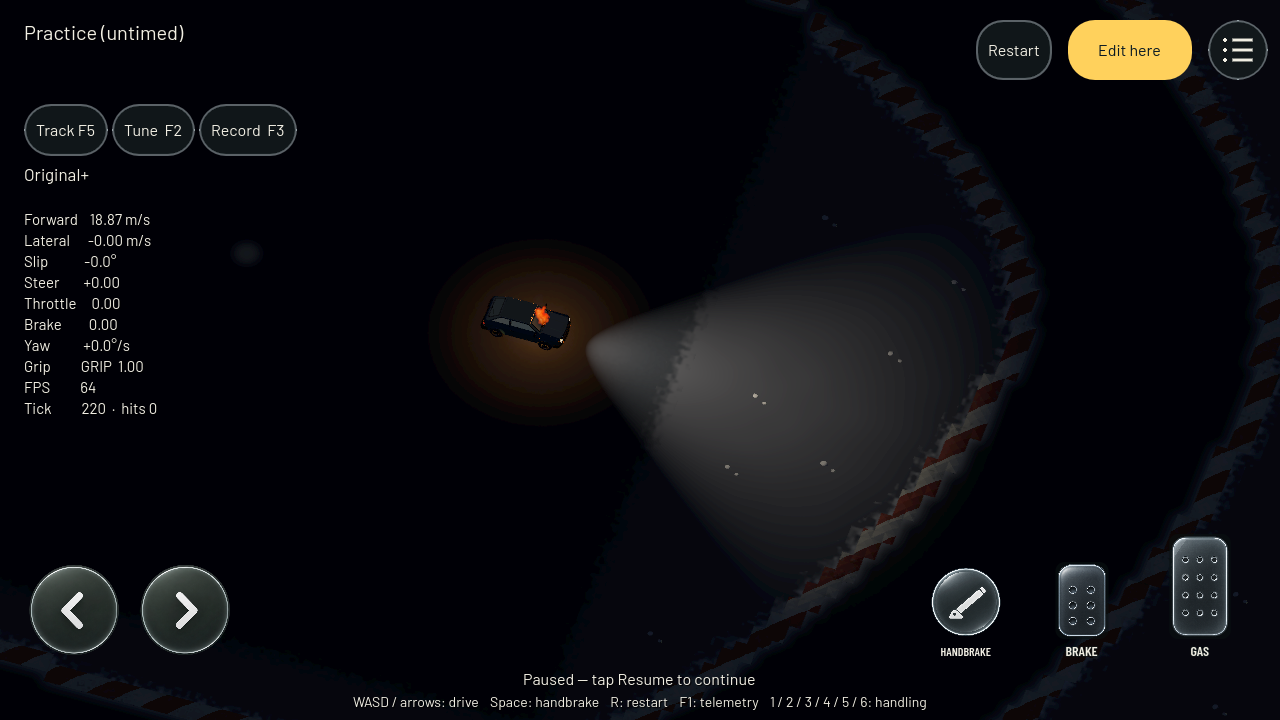 Practice (untimed)
Restart
Edit here
Track F5
Tune F2
Record F3
Original+
Forward 18.87 m/s
Lateral -0.00 m/s
Slip -0.0°
Steer +0.00
Throttle 0.00
Brake 0.00
Yaw +0.0°/s
Grip GRIP 1.00
FPS 64
Tick 220 · hits 0
HANDBRAKE
BRAKE
GAS
Paused — tap Resume to continue
WASD / arrows: drive Space: handbrake R: restart F1: telemetry 1 / 2 / 3 / 4 / 5 / 6: handling